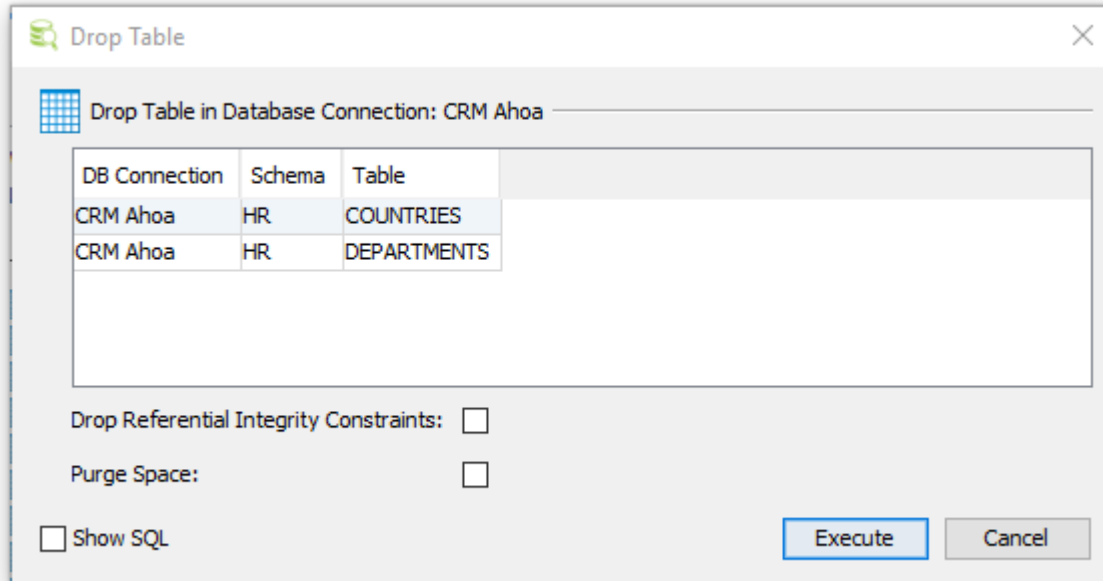 Drop Table
Drop Table in Database Connection: CRM Ahoa
DB Connection Schema Table
CRM Ahoa HR COUNTRIES
CRM Ahoa HR DEPARTMENTS
Drop Referential Integrity Constraints:
Purge Space:
Show SQL Execute Cancel